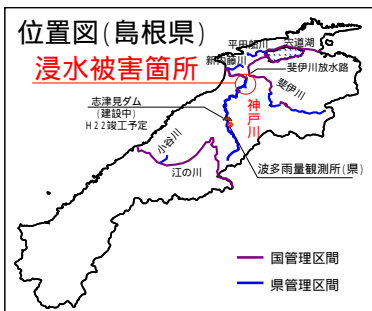 位置図(島根県)
浸水被害箇所
平田船川
宍道湖
新内藤川
斐伊川放水路
斐伊川
神戸川
志津見ダム
(建設中)
H22竣工予定
小谷川
江の川
波多雨量観測所(県)
国管理区間
県管理区間